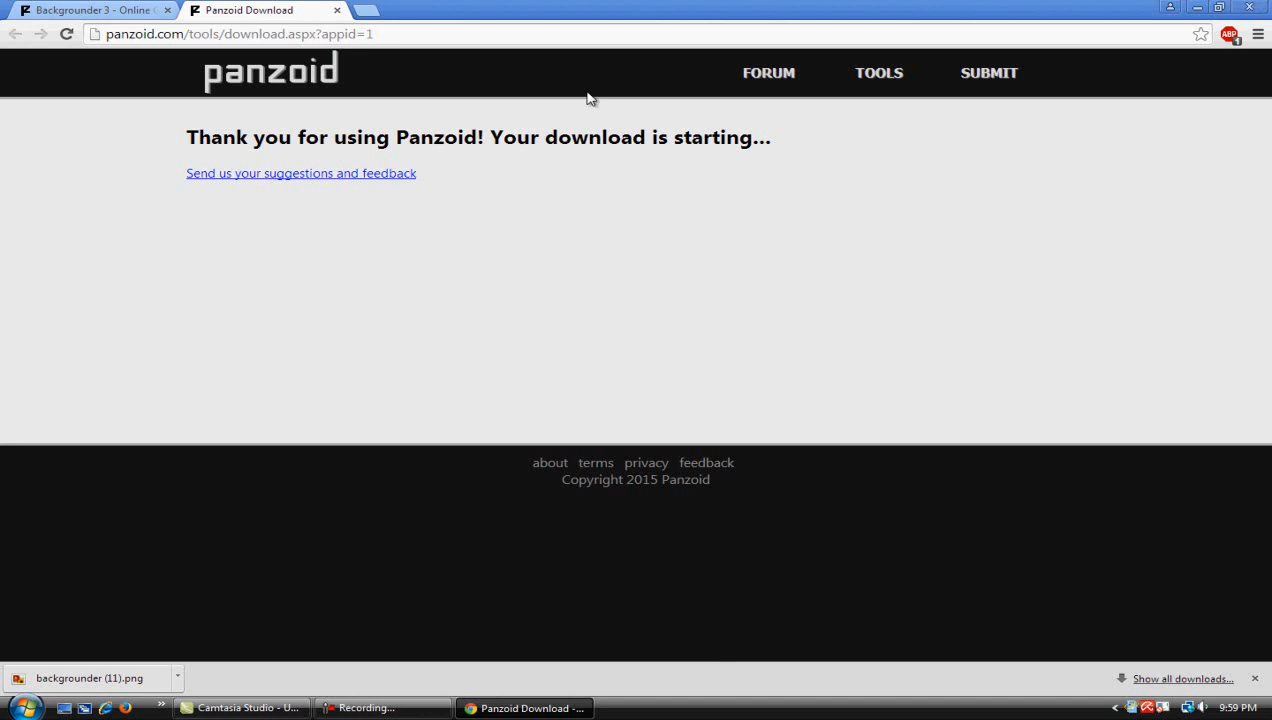 Backgrounder 3 - Online
Panzoid Download
panzoid.com/tools/download.aspx?appid=1
ABP
1
panzoid
FORUM
TOOLS
SUBMIT
Thank you for using Panzoid! Your download is starting...
Send us your suggestions and feedback
about terms privacy feedback
Copyright 2015 Panzoid
backgrounder (11).png
Show all downloads...
Camtasia Studio - U...
Recording...
Panzoid Download -...
9:59 PM